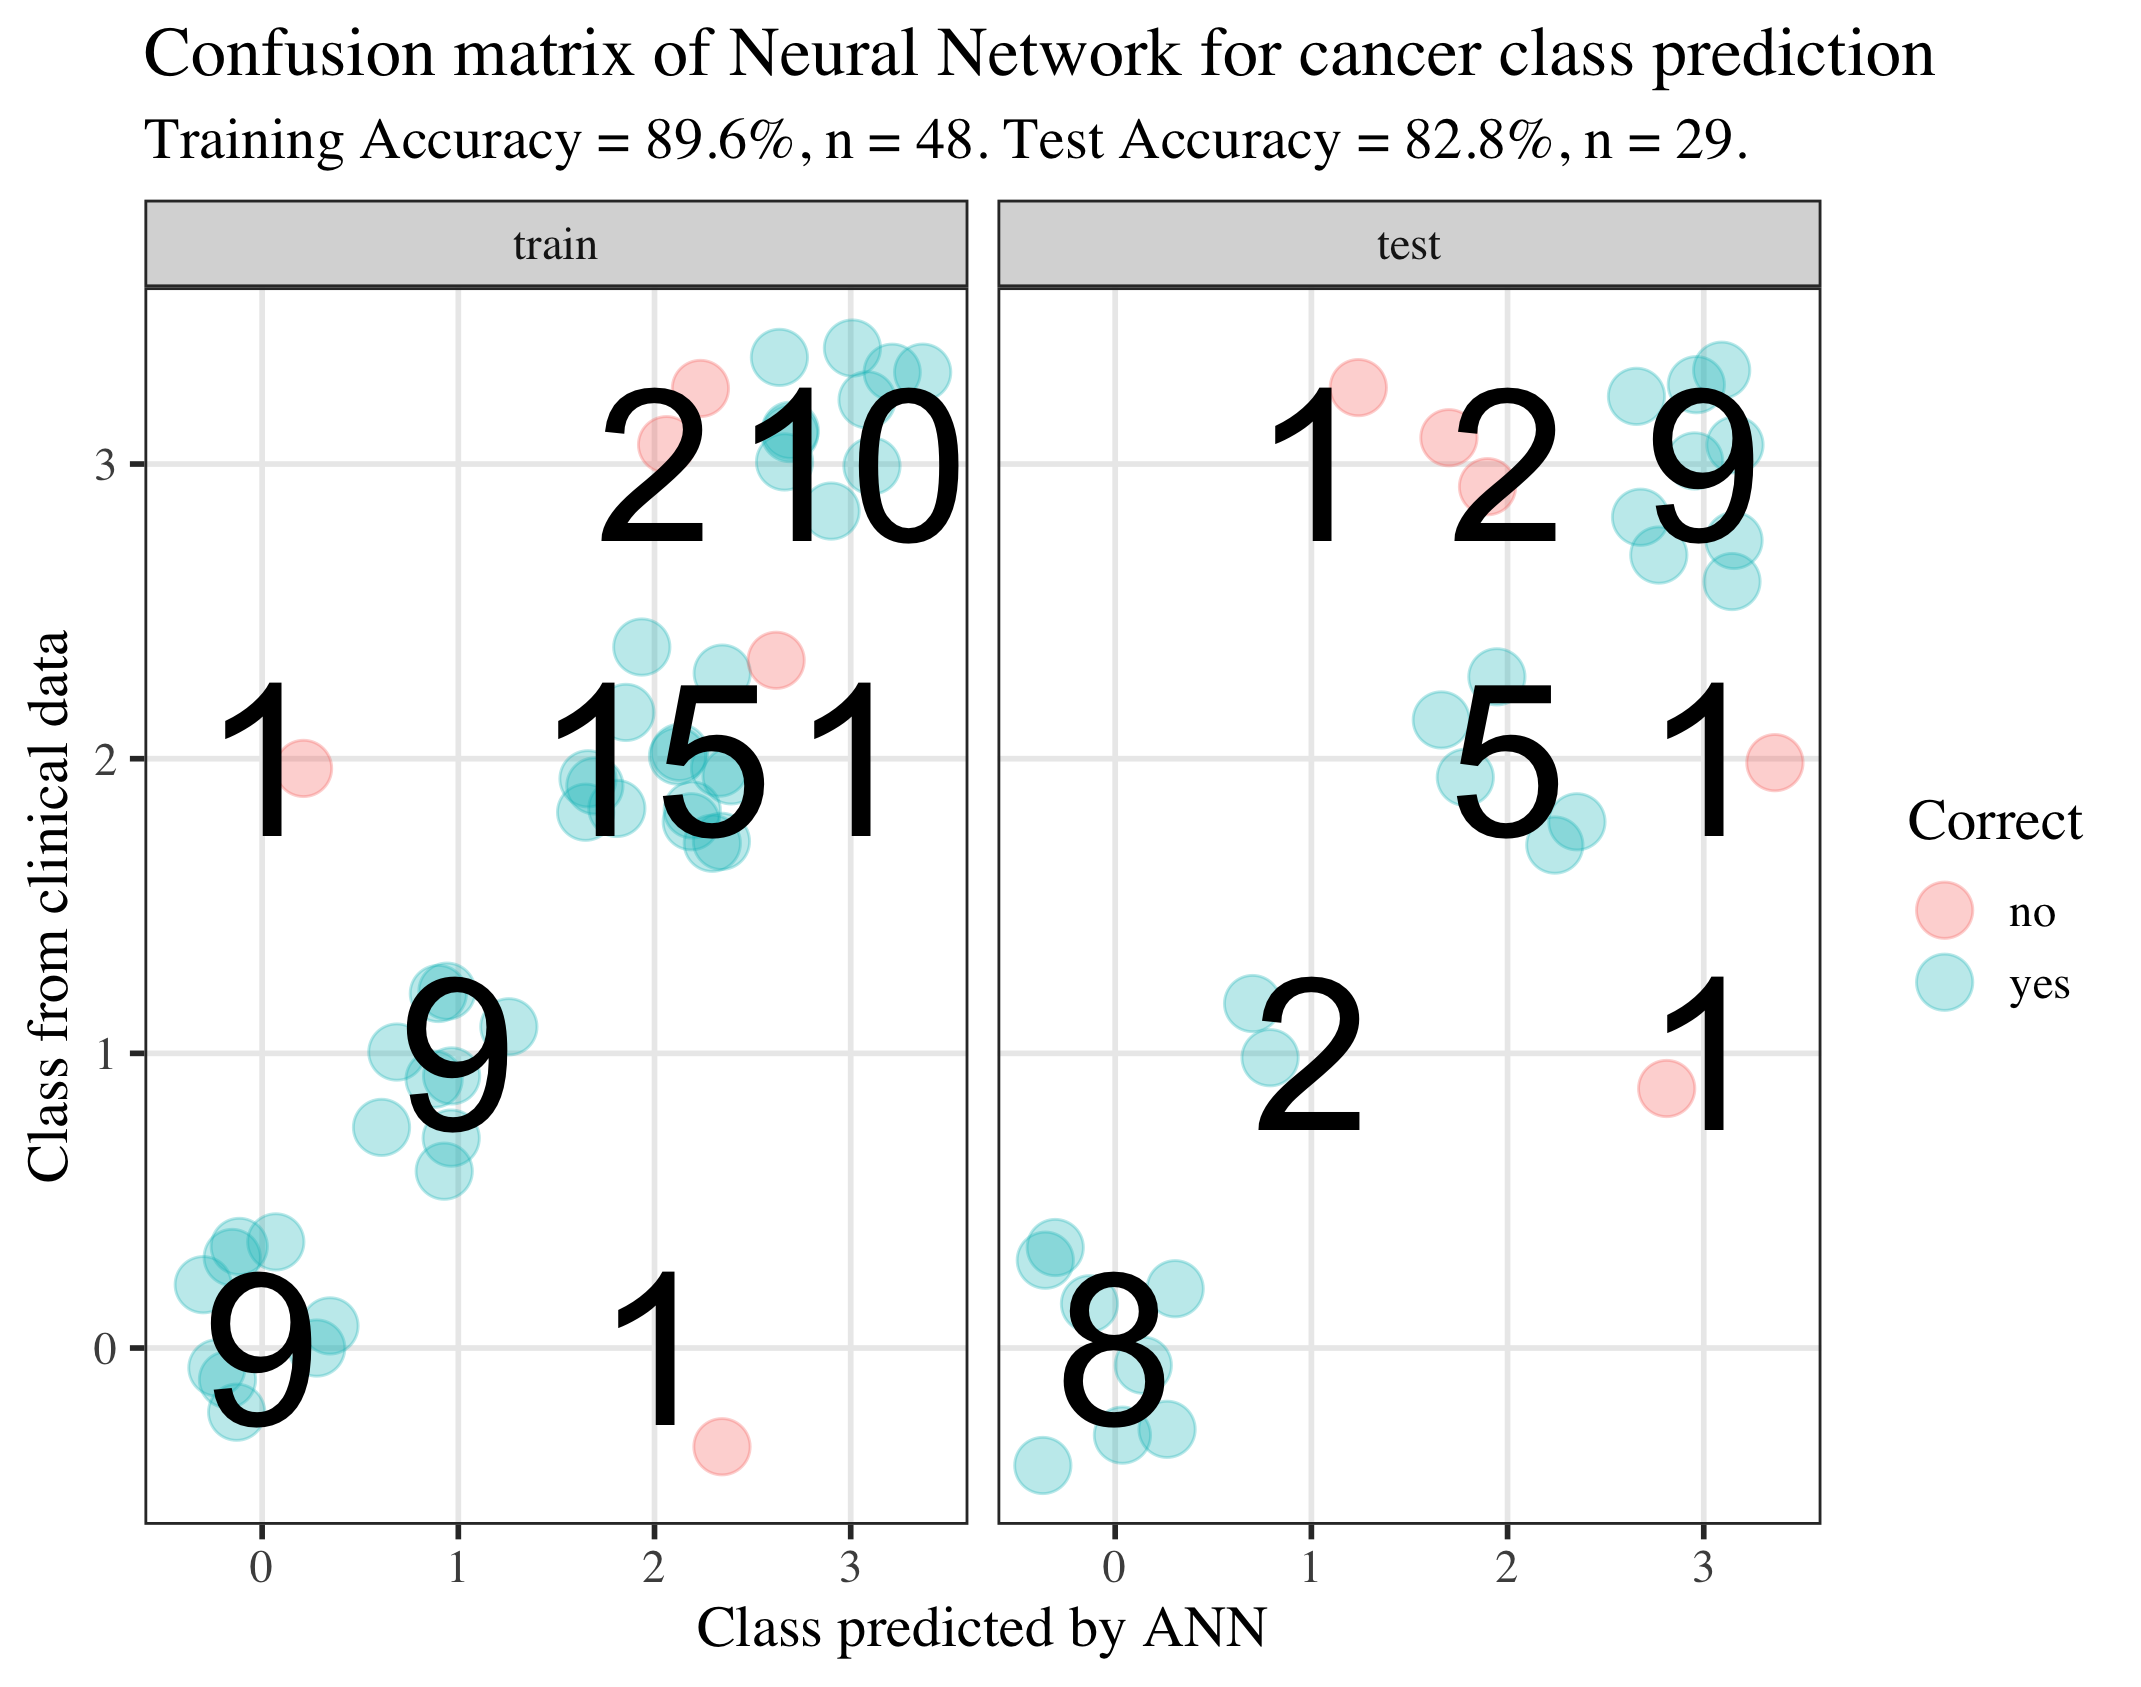 Confusion matrix of Neural Network for cancer class prediction
Training Accuracy = 89.6%, n = 48. Test Accuracy = 82.8%, n = 29.
train
test
3
2 10
1 2 9
2
1 15 1
5 1
1
9
2 1
0
9 1
8
0 1 2 3
0 1 2 3
Class predicted by ANN
Class from clinical data
Correct
no
yes